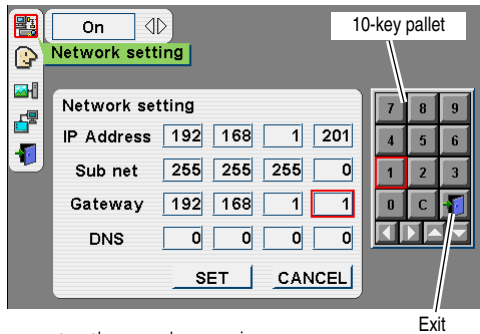 On
10-key pallet
Network setting
Network setting
IP Address 192 168 1 201
Sub net 255 255 255 0
Gateway 192 168 1 1
DNS 0 0 0 0
SET CANCEL
7 8 9
4 5 6
1 2 3
0 C
Exit